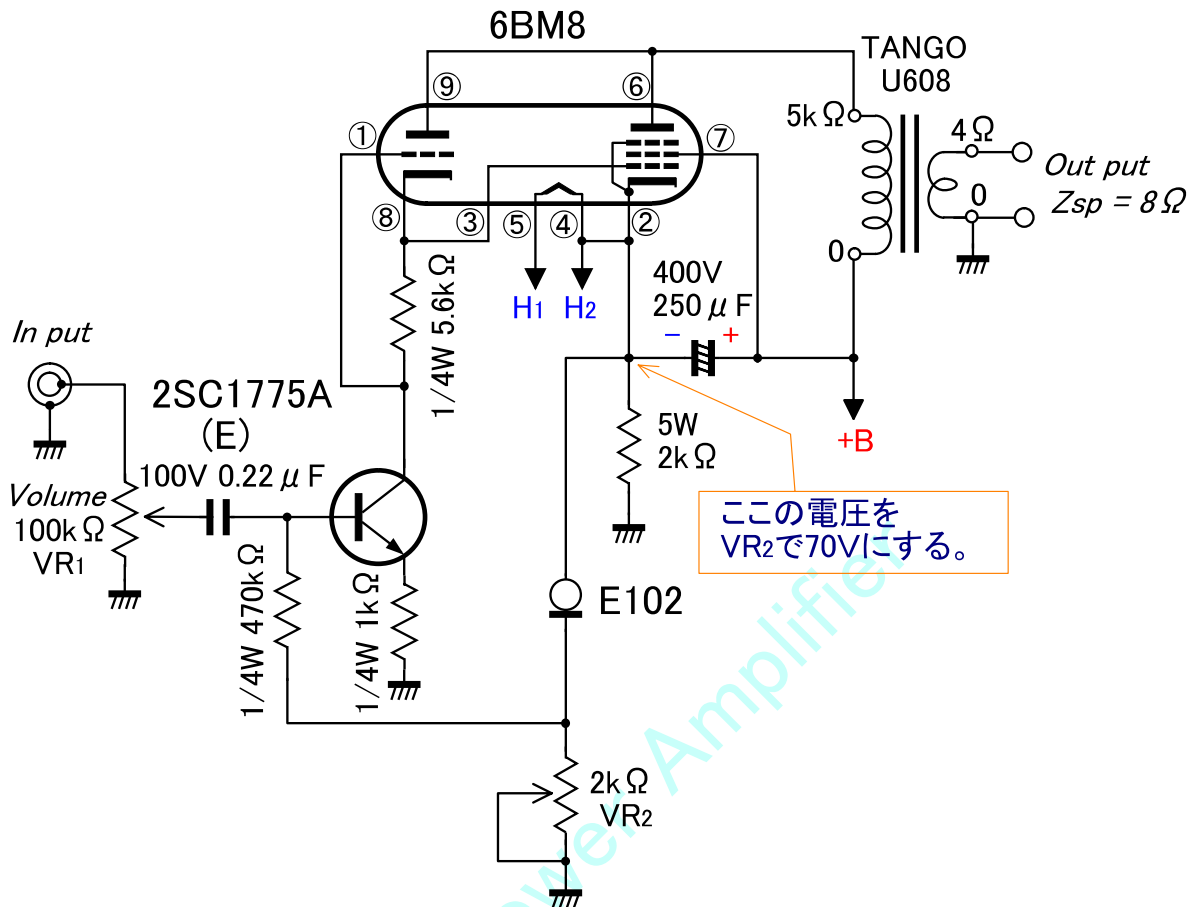 6BM8
TANGO
U608
⑨
⑥
①
⑦
5kΩ
4Ω
Out put
Zsp = 8Ω
0
⑧
③
⑤
④
②
0
H1
H2
400V
250μF
− +
1/4W 5.6kΩ
In put
2SC1775A
(E)
+B
5W
2kΩ
100V 0.22μF
Volume
100kΩ
VR1
ここの電圧を
VR2で70Vにする。
1/4W 470kΩ
1/4W 1kΩ
E102
2kΩ
VR2
ower Amplifier